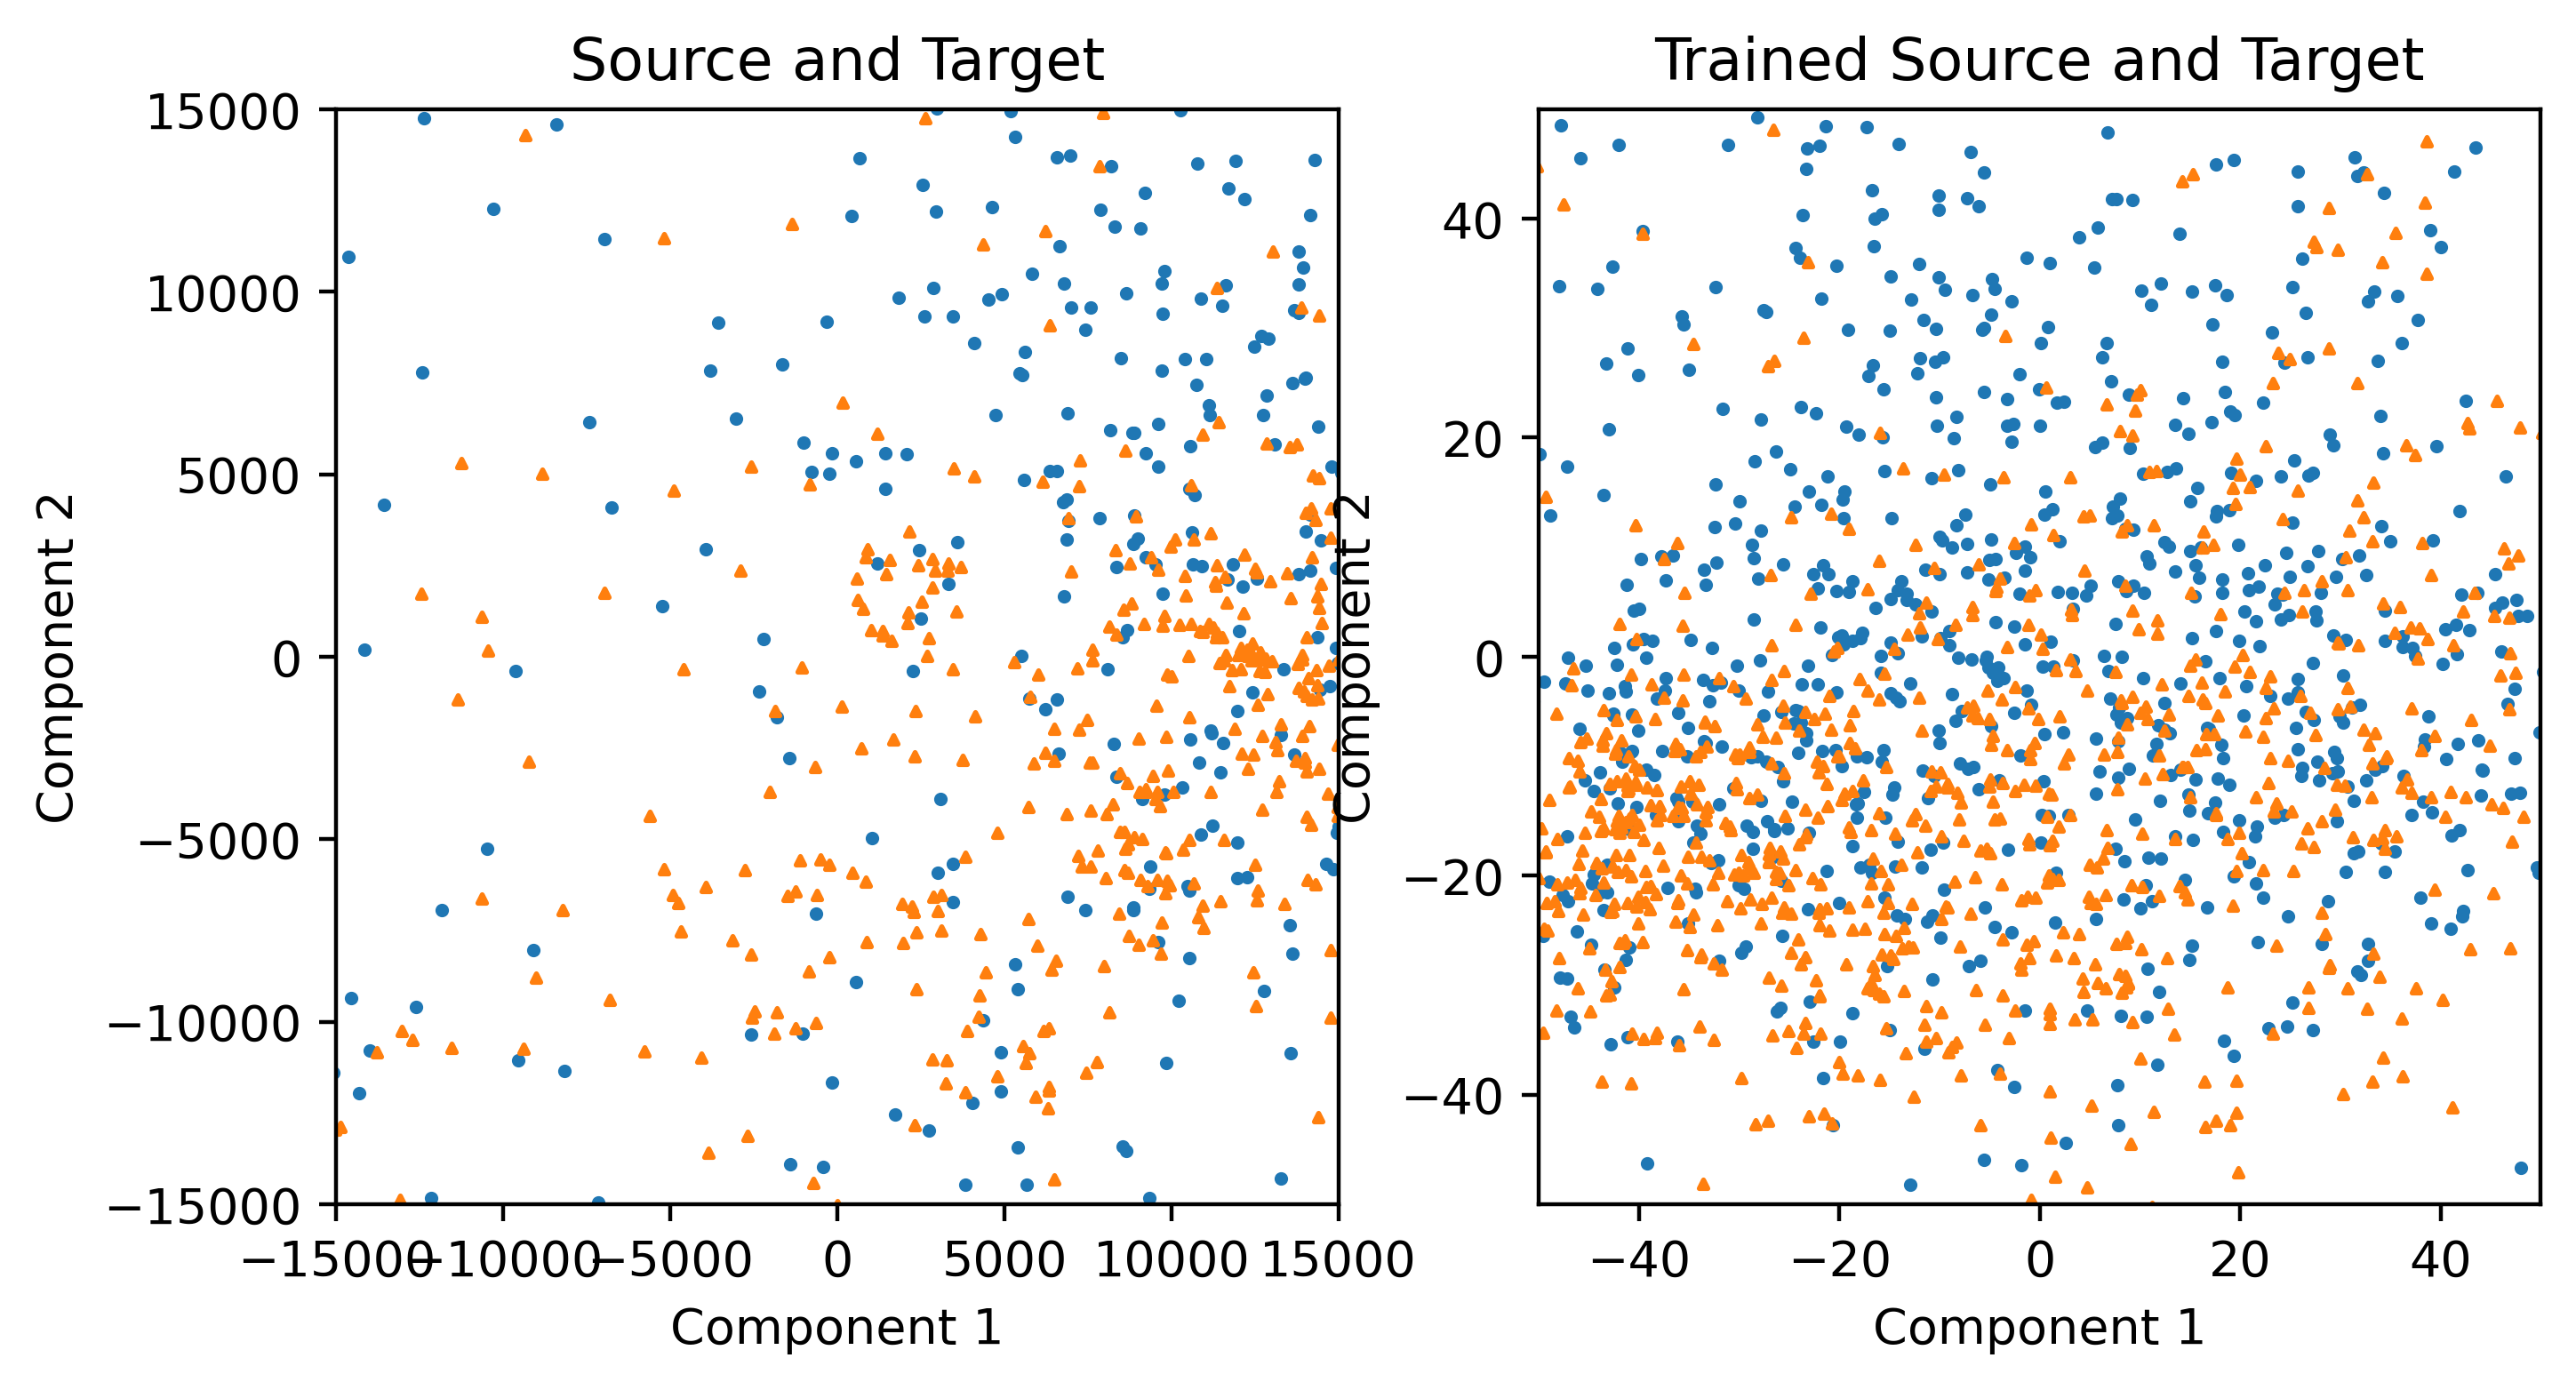 Source and Target
Trained Source and Target
15000
10000
5000
0
−5000
−10000
−15000
Component 2
−15000 −10000 −5000 0 5000 10000 15000
Component 1
40
20
0
−20
−40
Component 2
−40 −20 0 20 40
Component 1